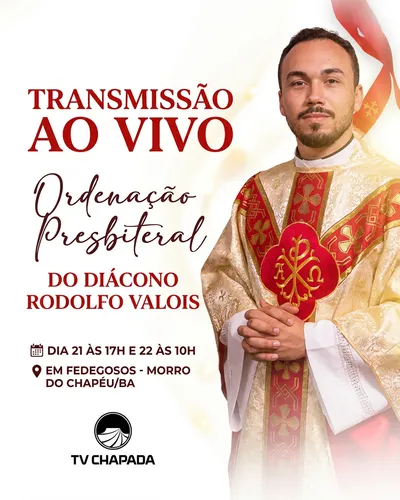 TRANSMISSÃO
AO VIVO
Ordenação
Presbiteral
DO DIÁCONO
RODOLFO VALOIS
DIA 21 ÀS 17H E 22 ÀS 10H
EM FEDEGOSOS - MORRO
DO CHAPÉU/BA
TV CHAPADA
Α Ω